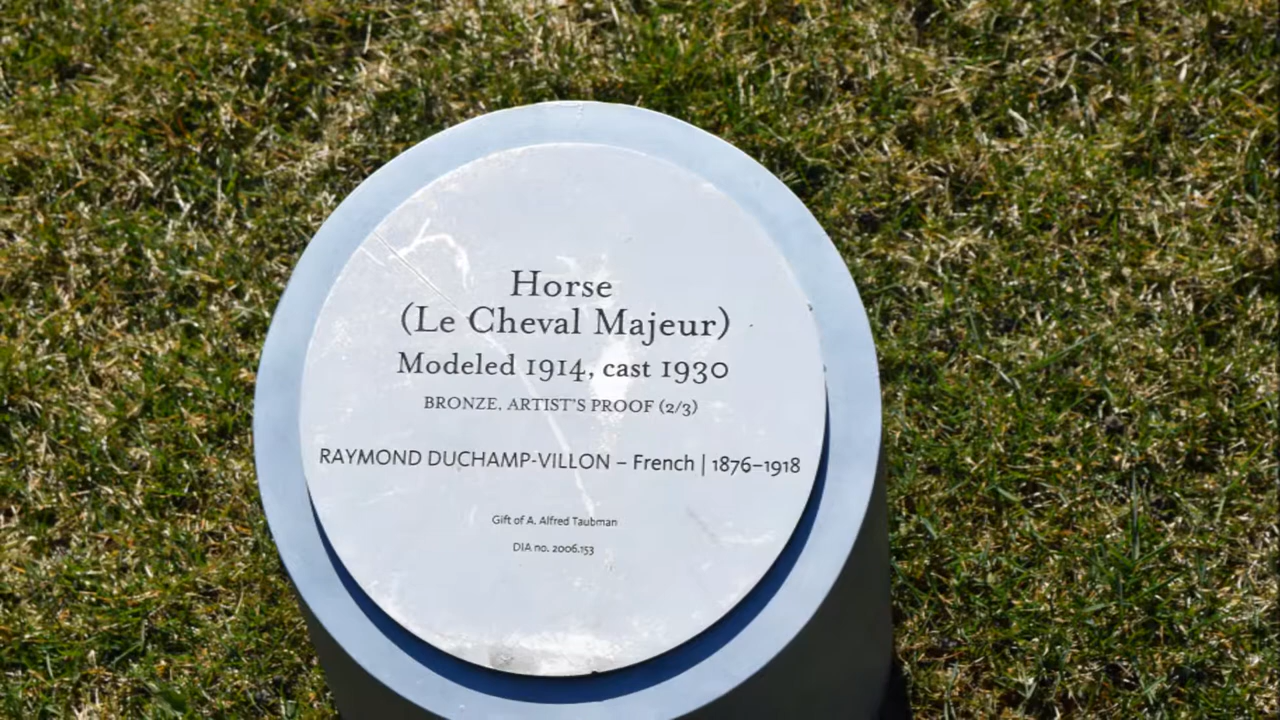 Horse
(Le Cheval Majeur)
Modeled 1914, cast 1930
BRONZE, ARTIST'S PROOF (2/3)
RAYMOND DUCHAMP-VILLON – French | 1876–1918
Gift of A. Alfred Taubman
DIA no. 2006.153